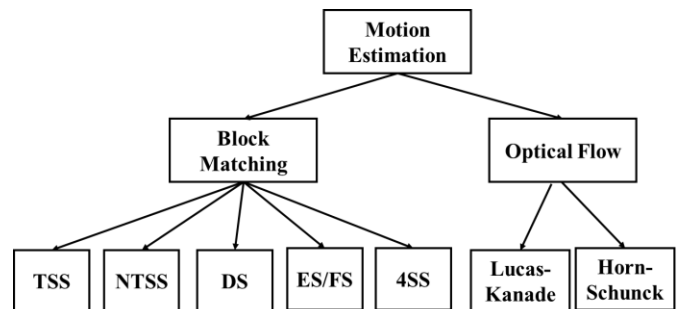 Motion
Estimation
Block
Matching
Optical Flow
TSS
NTSS
DS
ES/FS
4SS
Lucas-
Kanade
Horn-
Schunck